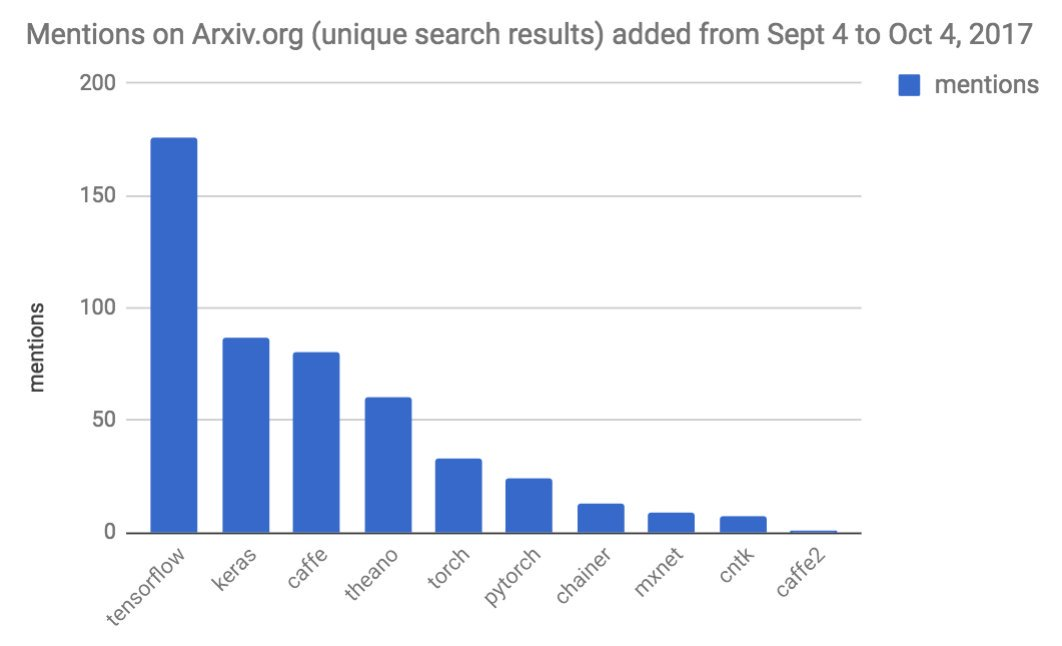 Mentions on Arxiv.org (unique search results) added from Sept 4 to Oct 4, 2017
mentions
200
150
100
50
0
mentions
tensorflow
keras
caffe
theano
torch
pytorch
chainer
mxnet
cntk
caffe2